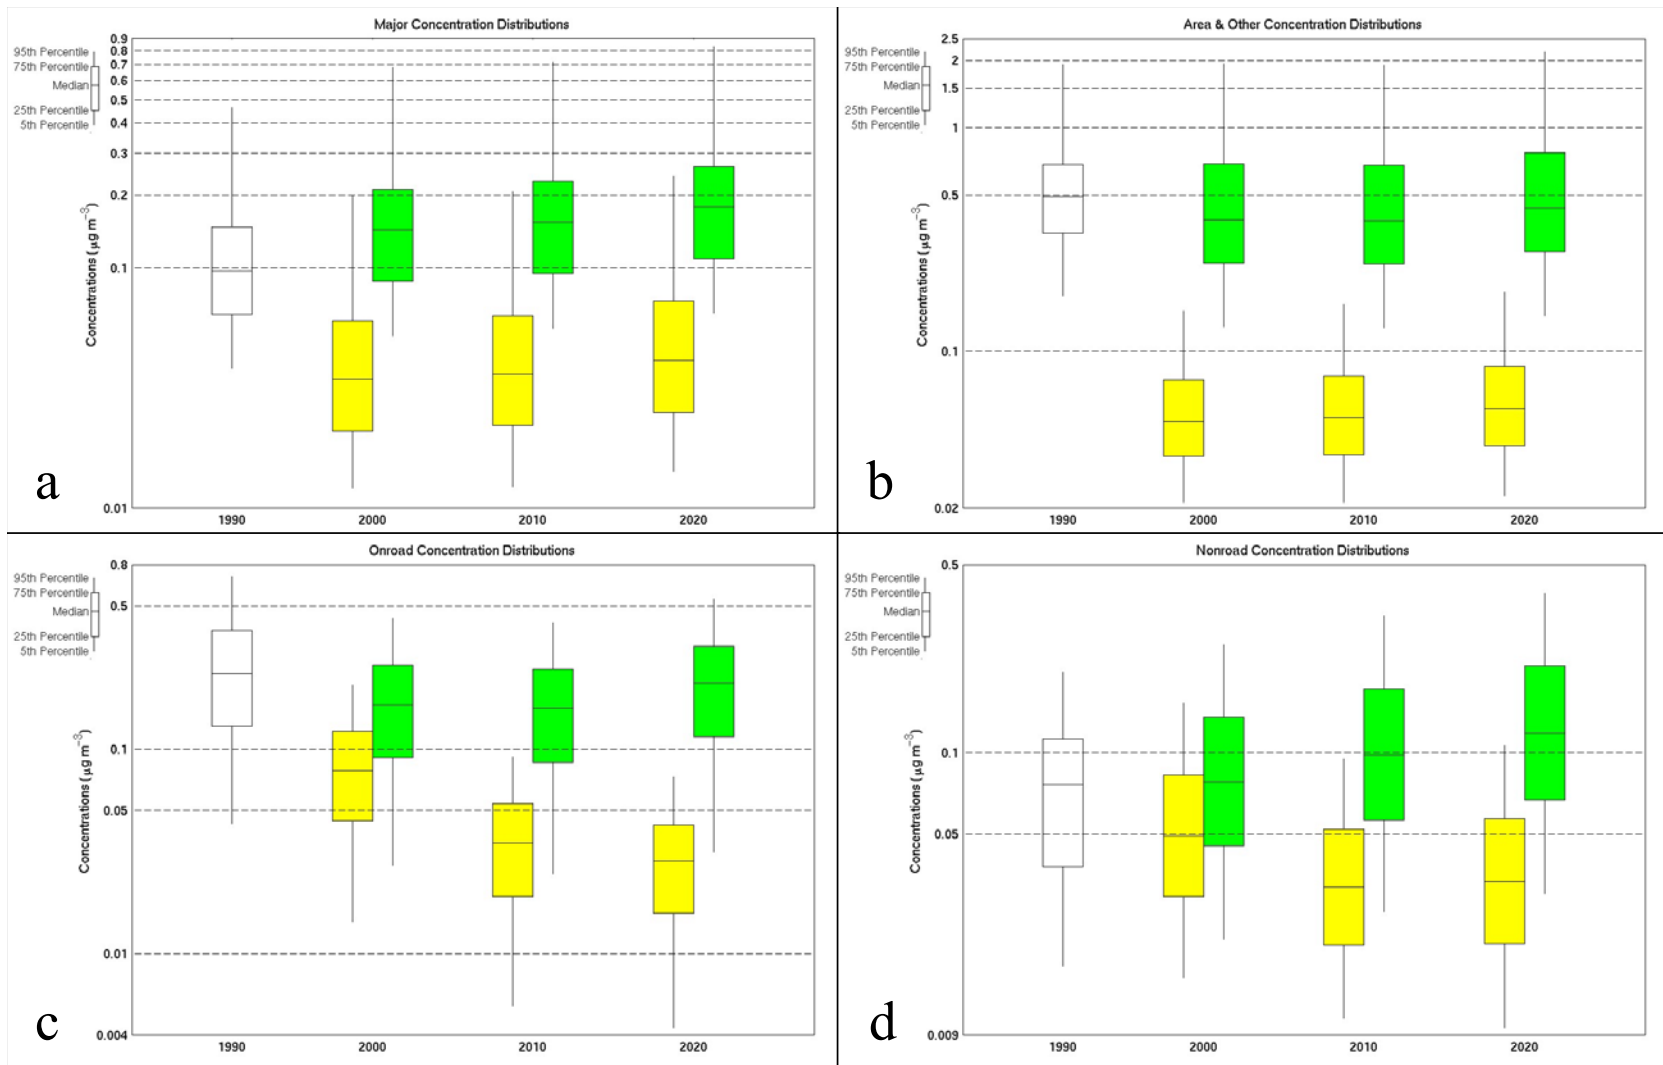 Major Concentration Distributions
95th Percentile
75th Percentile
Median
25th Percentile
5th Percentile
Concentrations (μg m⁻³)
0.9
0.8
0.7
0.6
0.5
0.4
0.3
0.2
0.1
0.01
1990 2000 2010 2020
a
Area & Other Concentration Distributions
95th Percentile
75th Percentile
Median
25th Percentile
5th Percentile
Concentrations (μg m⁻³)
2.5
2
1.5
1
0.5
0.1
0.02
1990 2000 2010 2020
b
Onroad Concentration Distributions
95th Percentile
75th Percentile
Median
25th Percentile
5th Percentile
Concentrations (μg m⁻³)
0.8
0.5
0.1
0.05
0.01
0.004
1990 2000 2010 2020
c
Nonroad Concentration Distributions
95th Percentile
75th Percentile
Median
25th Percentile
5th Percentile
Concentrations (μg m⁻³)
0.5
0.1
0.05
0.009
1990 2000 2010 2020
d